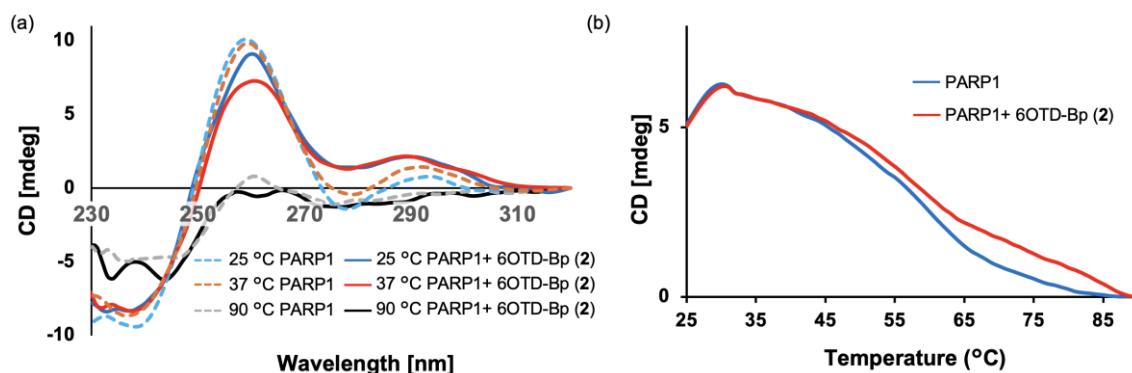 (a)
10
5
0
-5
-10
CD [mdeg]
230
250
270
290
310
25 °C PARP1
25 °C PARP1+ 6OTD-Bp (2)
37 °C PARP1
37 °C PARP1+ 6OTD-Bp (2)
90 °C PARP1
90 °C PARP1+ 6OTD-Bp (2)
Wavelength [nm]
(b)
CD [mdeg]
5
0
PARP1
PARP1+ 6OTD-Bp (2)
25 35 45 55 65 75 85
Temperature (°C)